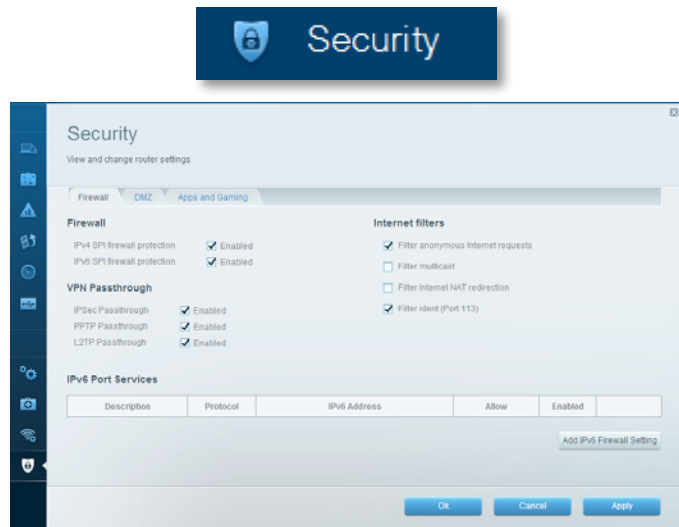 Security
Security
View and change router settings
Firewall DMZ Apps and Gaming
Firewall
IPv4 SPI firewall protection Enabled
IPv6 SPI firewall protection Enabled
VPN Passthrough
IPSec Passthrough Enabled
PPTP Passthrough Enabled
L2TP Passthrough Enabled
Internet filters
Filter anonymous Internet requests
Filter multicast
Filter Internet NAT redirection
Filter ident (Port 113)
IPv6 Port Services
Description Protocol IPv6 Address Allow Enabled
Add IPv6 Firewall Setting
Ok Cancel Apply